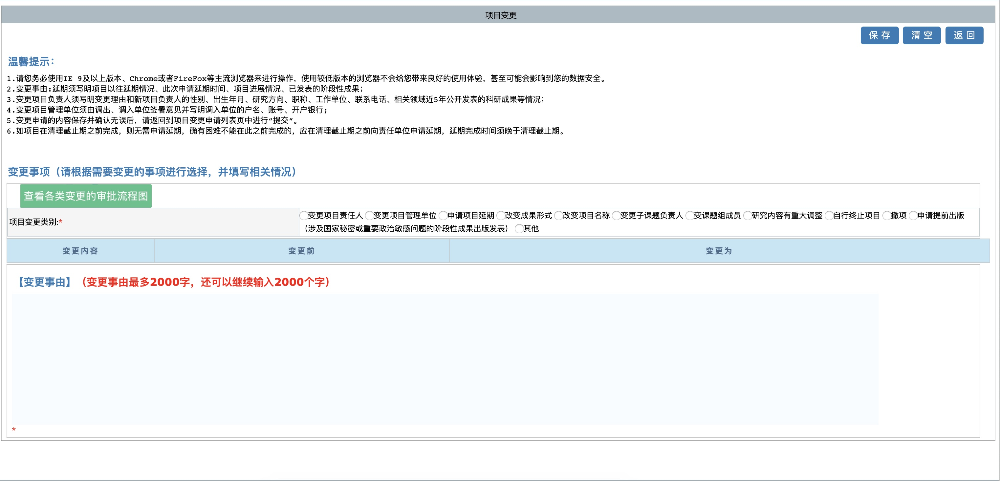 项目变更
保存 清空 返回
温馨提示：
1.请您务必使用IE 9及以上版本、Chrome或者FireFox等主流浏览器来进行操作，使用较低版本的浏览器不会给您带来良好的使用体验，甚至可能会影响到您的数据安全。
2.变更事由:延期须写明项目以往延期情况、此次申请延期时间、项目进展情况、已发表的阶段性成果；
3.变更项目负责人须写明变更理由和新项目负责人的性别、出生年月、研究方向、职称、工作单位、联系电话、相关领域近5年公开发表的科研成果等情况；
4.变更项目管理单位须由调出、调入单位签署意见并写明调入单位的户名、账号、开户银行;
5.变更申请的内容保存并确认无误后，请返回到项目变更申请列表页中进行“提交”。
6.如项目在清理截止期之前完成，则无需申请延期，确有困难不能在此之前完成的，应在清理截止期之前向责任单位申请延期，延期完成时间须晚于清理截止期。
变更事项（请根据需要变更的事项进行选择，并填写相关情况）
查看各类变更的审批流程图
项目变更类别:*
变更项目责任人 变更项目管理单位 申请项目延期 改变成果形式 改变项目名称 变更子课题负责人 变课题组成员 研究内容有重大调整 自行终止项目 撤项 申请提前出版
（涉及国家秘密或重要政治敏感问题的阶段性成果出版发表） 其他
变更内容 变更前 变更为
【变更事由】（变更事由最多2000字，还可以继续输入2000个字）
*